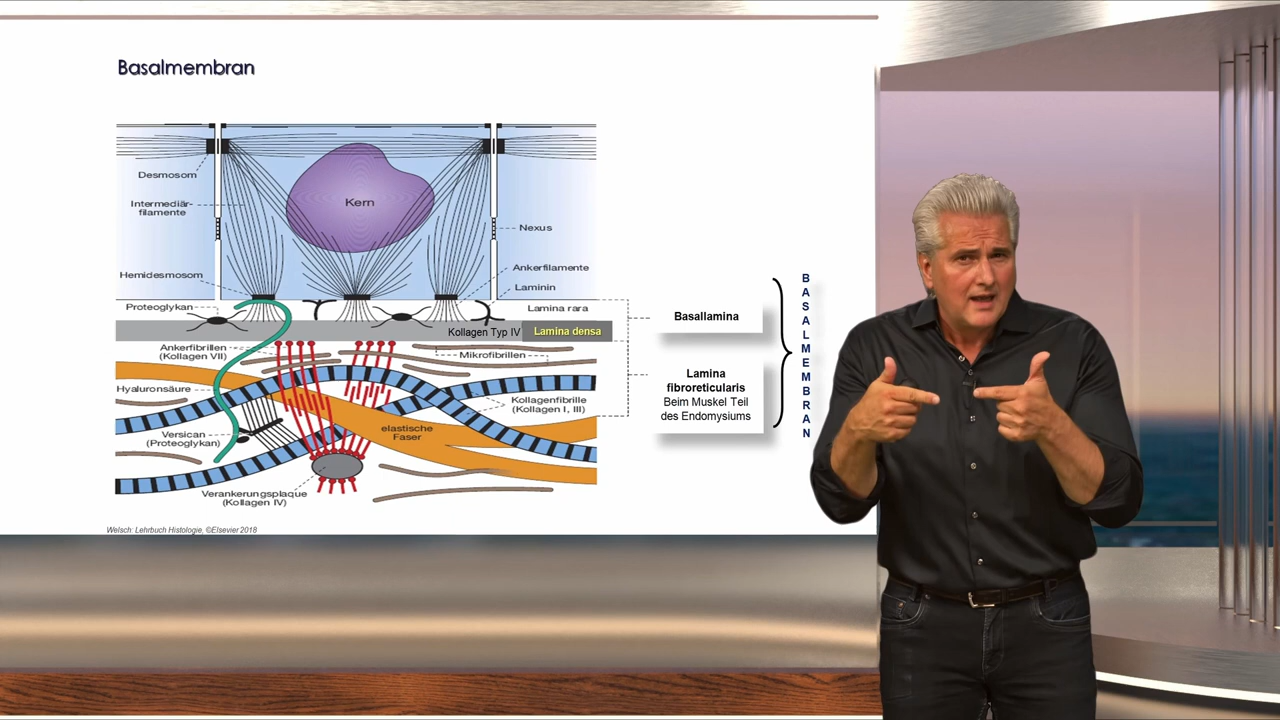 Basalmembran
Desmosom
Intermediär-
filamente
Kern
Nexus
Hemidesmosom
Ankerfilamente
Laminin
Proteoglykan
Lamina rara
Kollagen Typ IV
Lamina densa
Ankerfibrillen
(Kollagen VII)
Mikrofibrillen
Hyaluronsäure
Kollagenfibrille
(Kollagen I, III)
Versican
(Proteoglykan)
elastische
Faser
Verankerungsplaque
(Kollagen IV)
Basallamina
Lamina
fibroreticularis
Beim Muskel Teil
des Endomysiums
BASALMEMBRAN
Welsch: Lehrbuch Histologie, ©Elsevier 2018